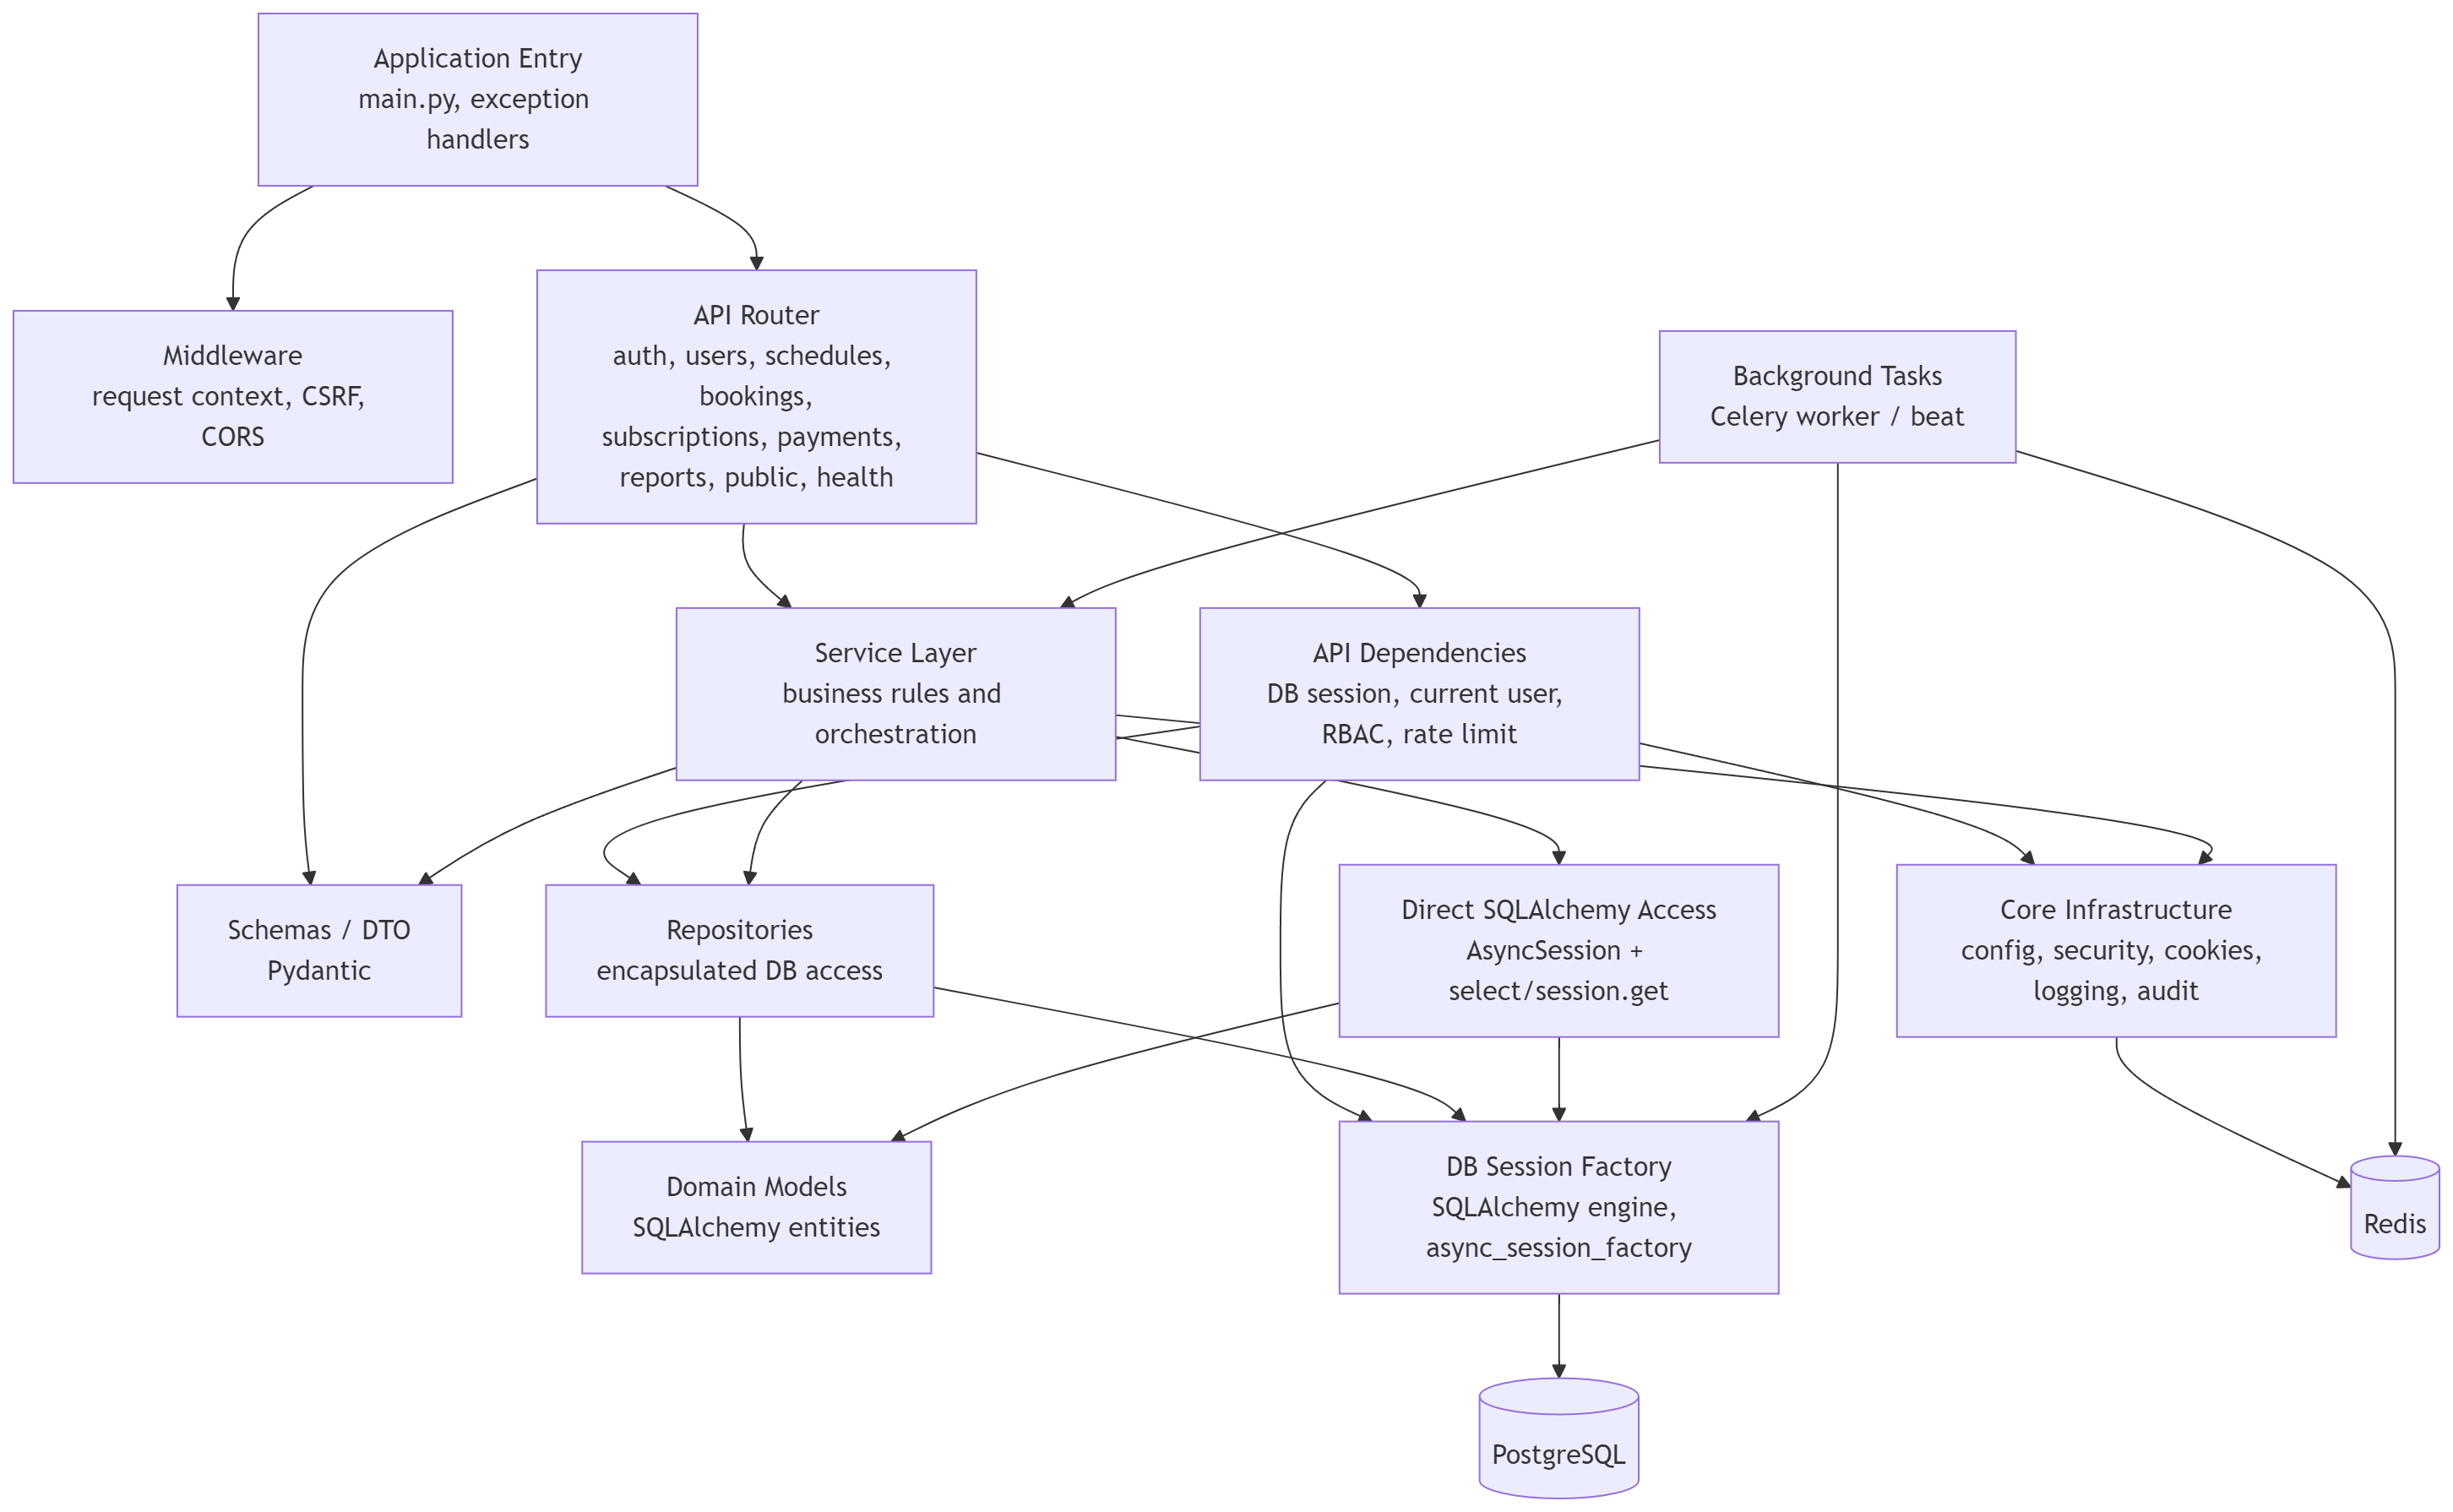 Application Entry
main.py, exception
handlers
Middleware
request context, CSRF,
CORS
API Router
auth, users, schedules,
bookings,
subscriptions, payments,
reports, public, health
Background Tasks
Celery worker / beat
Service Layer
business rules and
orchestration
API Dependencies
DB session, current user,
RBAC, rate limit
Schemas / DTO
Pydantic
Repositories
encapsulated DB access
Direct SQLAlchemy Access
AsyncSession +
select/session.get
Core Infrastructure
config, security, cookies,
logging, audit
Domain Models
SQLAlchemy entities
DB Session Factory
SQLAlchemy engine,
async_session_factory
Redis
PostgreSQL